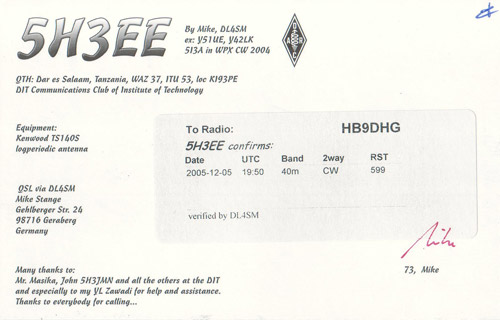 5H3EE
By Mike, DL4SM
ex: Y51UE, Y42LK
5I3A in WPX CW 2004
QTH: Dar es Salaam, Tanzania, WAZ 37, ITU 53, loc KI93PE
DIT Communications Club of Institute of Technology
Equipment:
Kenwood TS140S
logperiodic antenna
QSL via DL4SM
Mike Stange
Gehlberger Str. 24
98716 Geraberg
Germany
To Radio: HB9DHG
5H3EE confirms:
Date UTC Band 2way RST
2005-12-05 19:50 40m CW 599
verified by DL4SM
Mike
73, Mike
Many thanks to:
Mr. Masika, John 5H3JMN and all the others at the DIT
and especially to my YL Zawadi for help and assistance.
Thanks to everybody for calling...